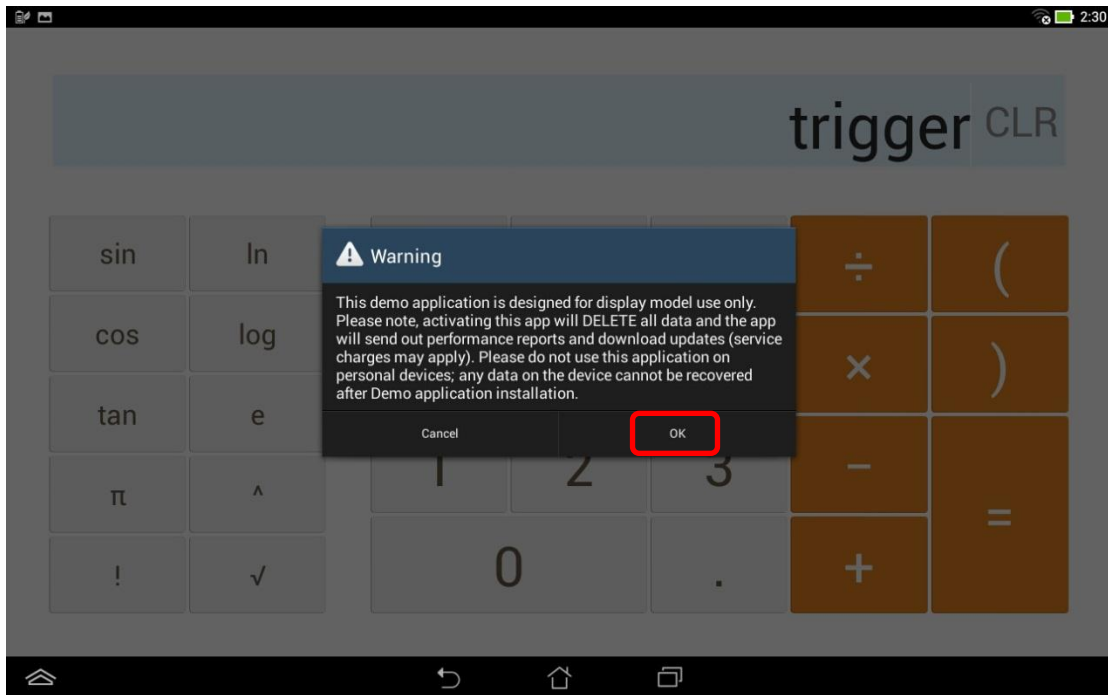 2:30
trigger CLR
sin ln ÷ (
Warning
This demo application is designed for display model use only.
Please note, activating this app will DELETE all data and the app
will send out performance reports and download updates (service
charges may apply). Please do not use this application on
personal devices; any data on the device cannot be recovered
after Demo application installation.
Cancel OK
cos log × )
tan e
1 2 3 −
π ^ =
! √ 0 . +